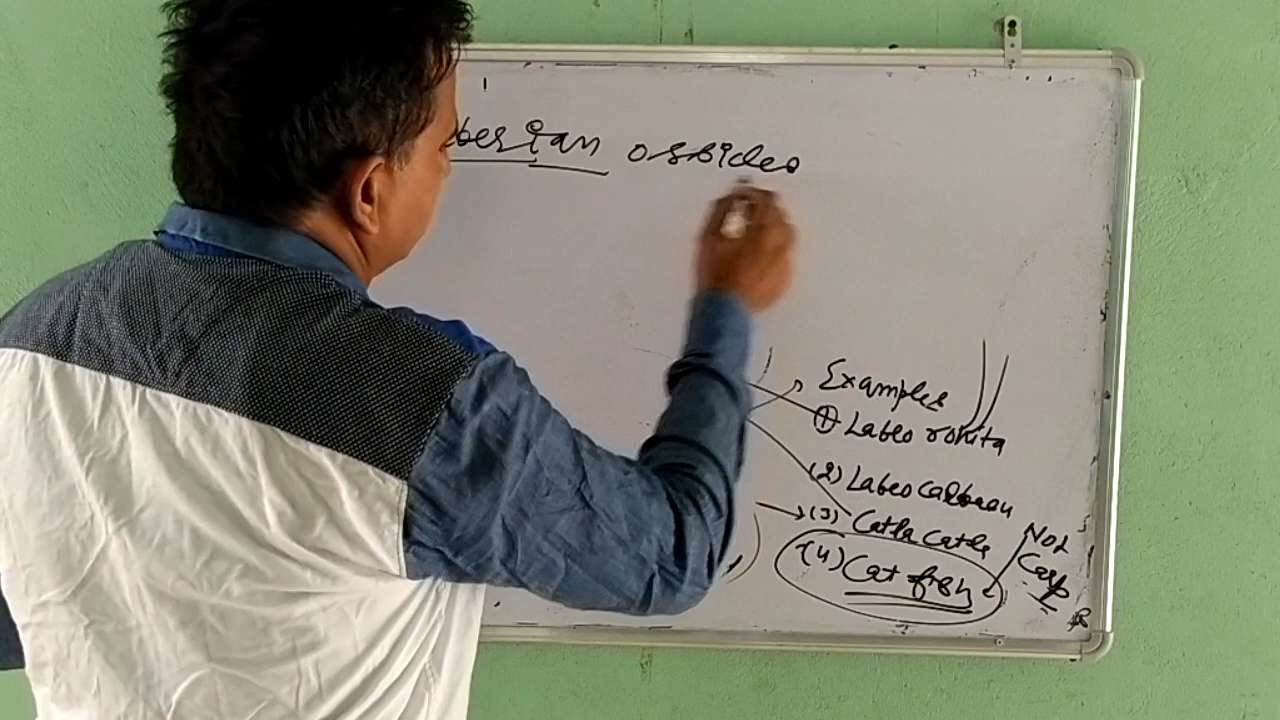 berian ossicles
Examples
(1) Labeo rohita
(2) Labeo calbasu
(3) Catla catla
(4) Cat fish
Not
Carp